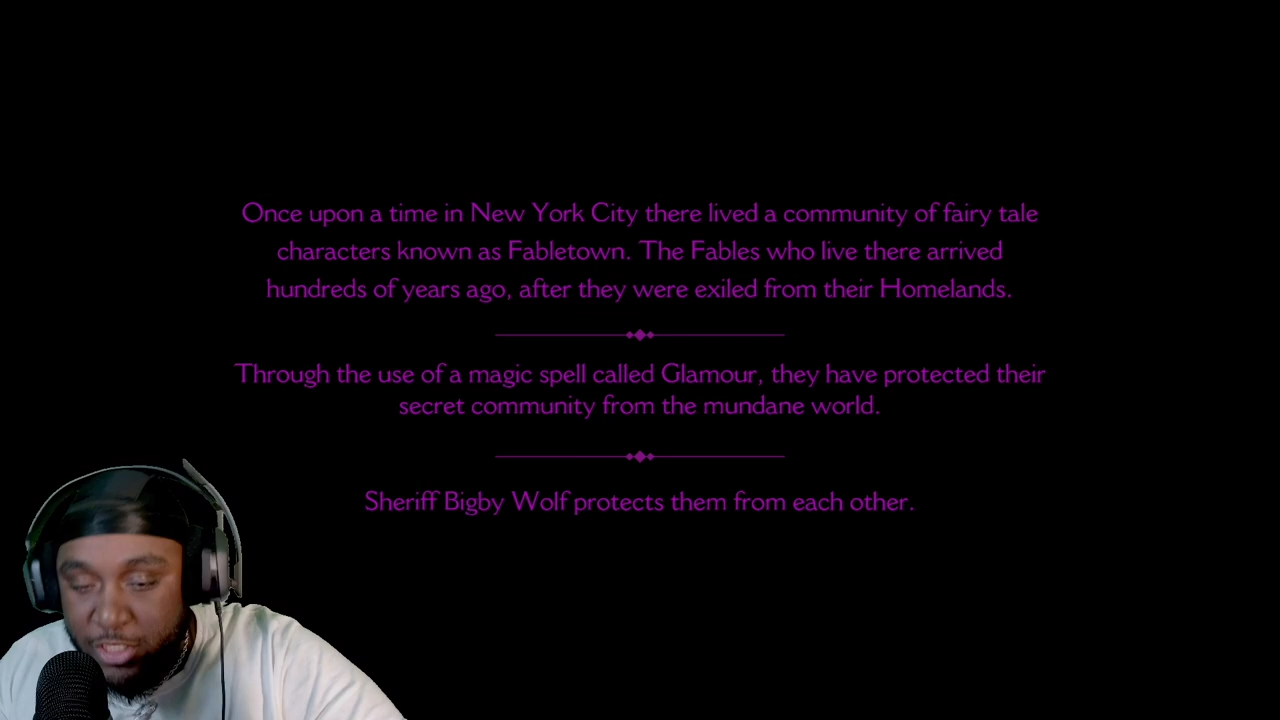 Once upon a time in New York City there lived a community of fairy tale
characters known as Fabletown. The Fables who live there arrived
hundreds of years ago, after they were exiled from their Homelands.
Through the use of a magic spell called Glamour, they have protected their
secret community from the mundane world.
Sheriff Bigby Wolf protects them from each other.